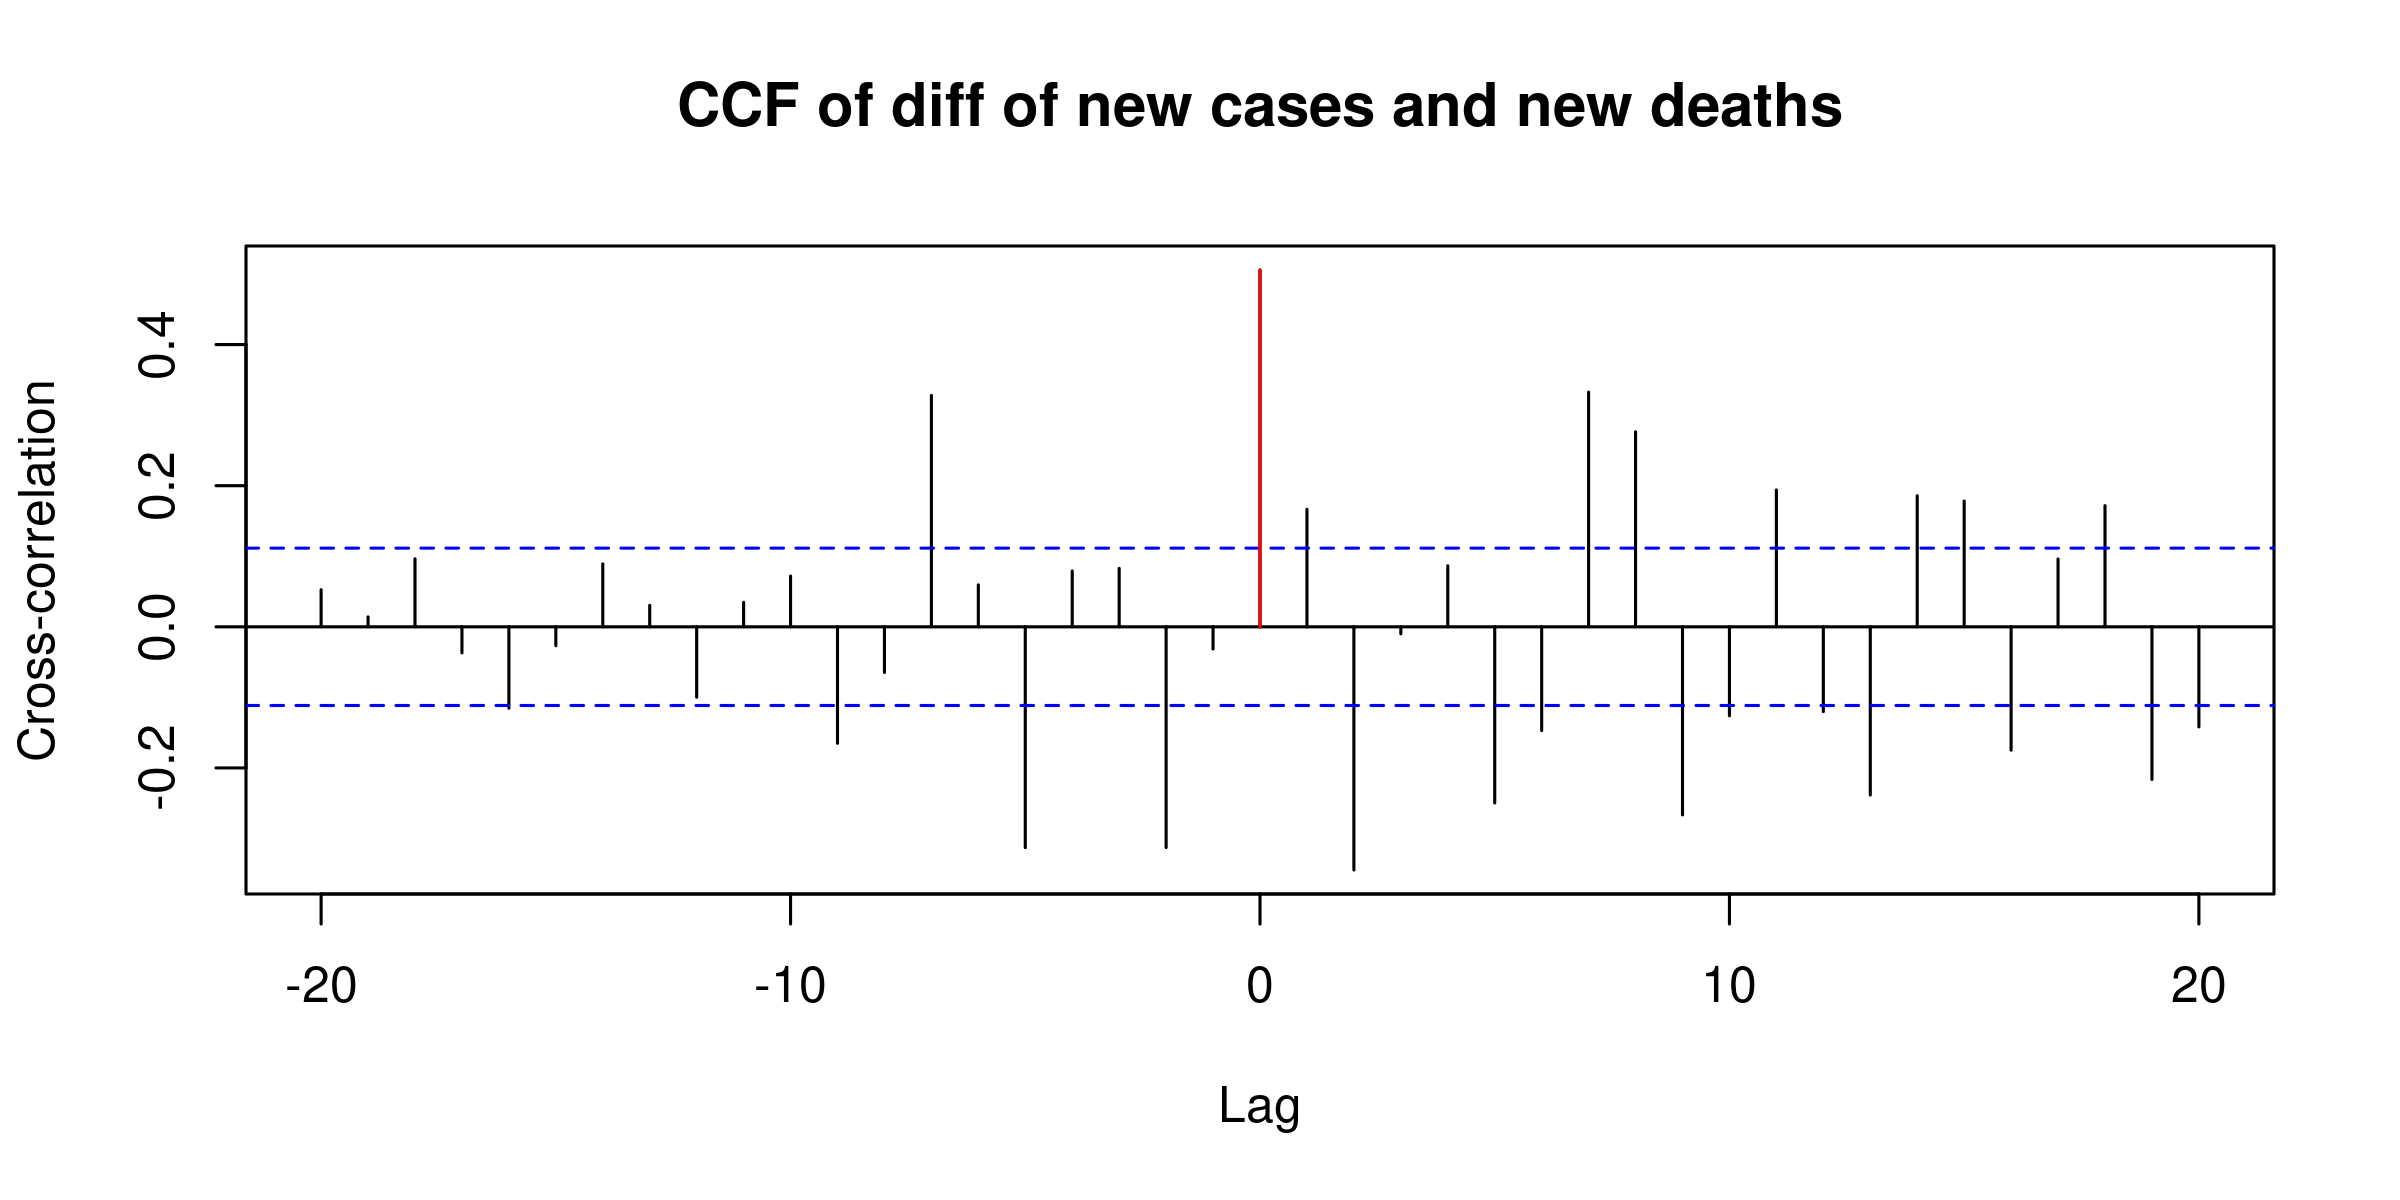 CCF of diff of new cases and new deaths
Cross-correlation
0.4
0.2
0.0
-0.2
-20 -10 0 10 20
Lag